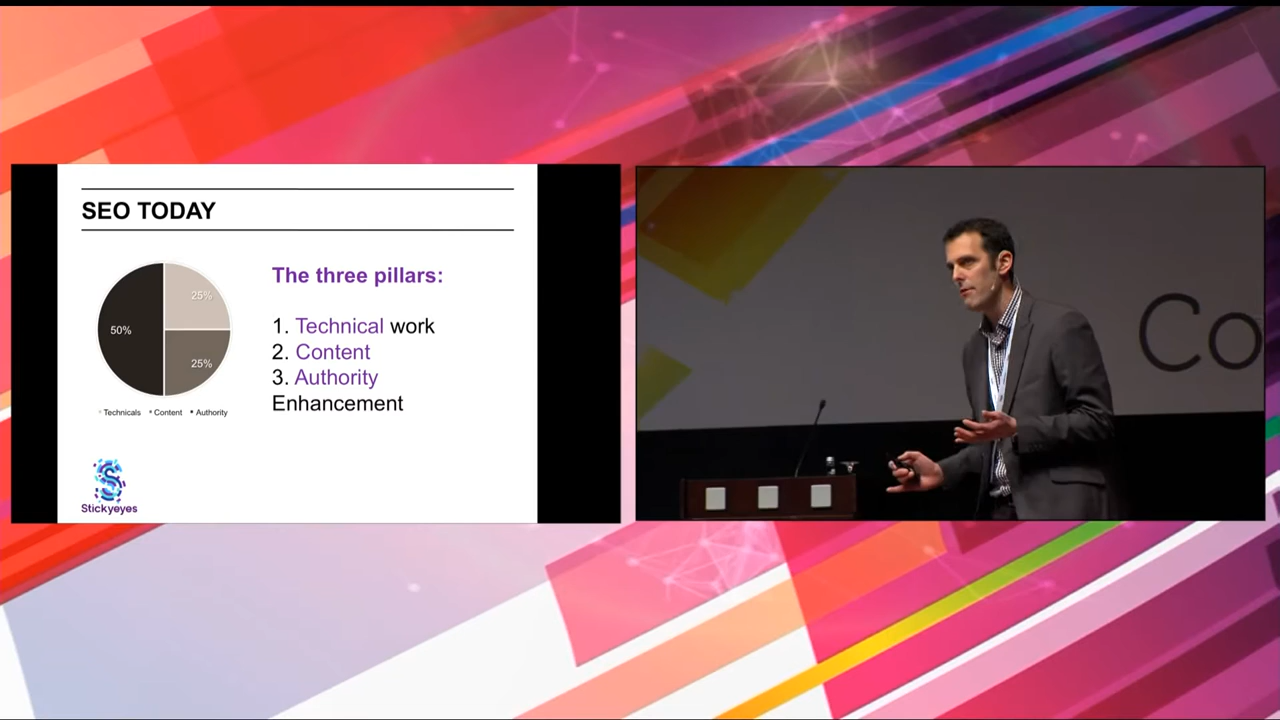 SEO TODAY
The three pillars:
25%
50%
25%
1. Technical work
2. Content
3. Authority
Enhancement
Technicals Content Authority
Stickyeyes
Co